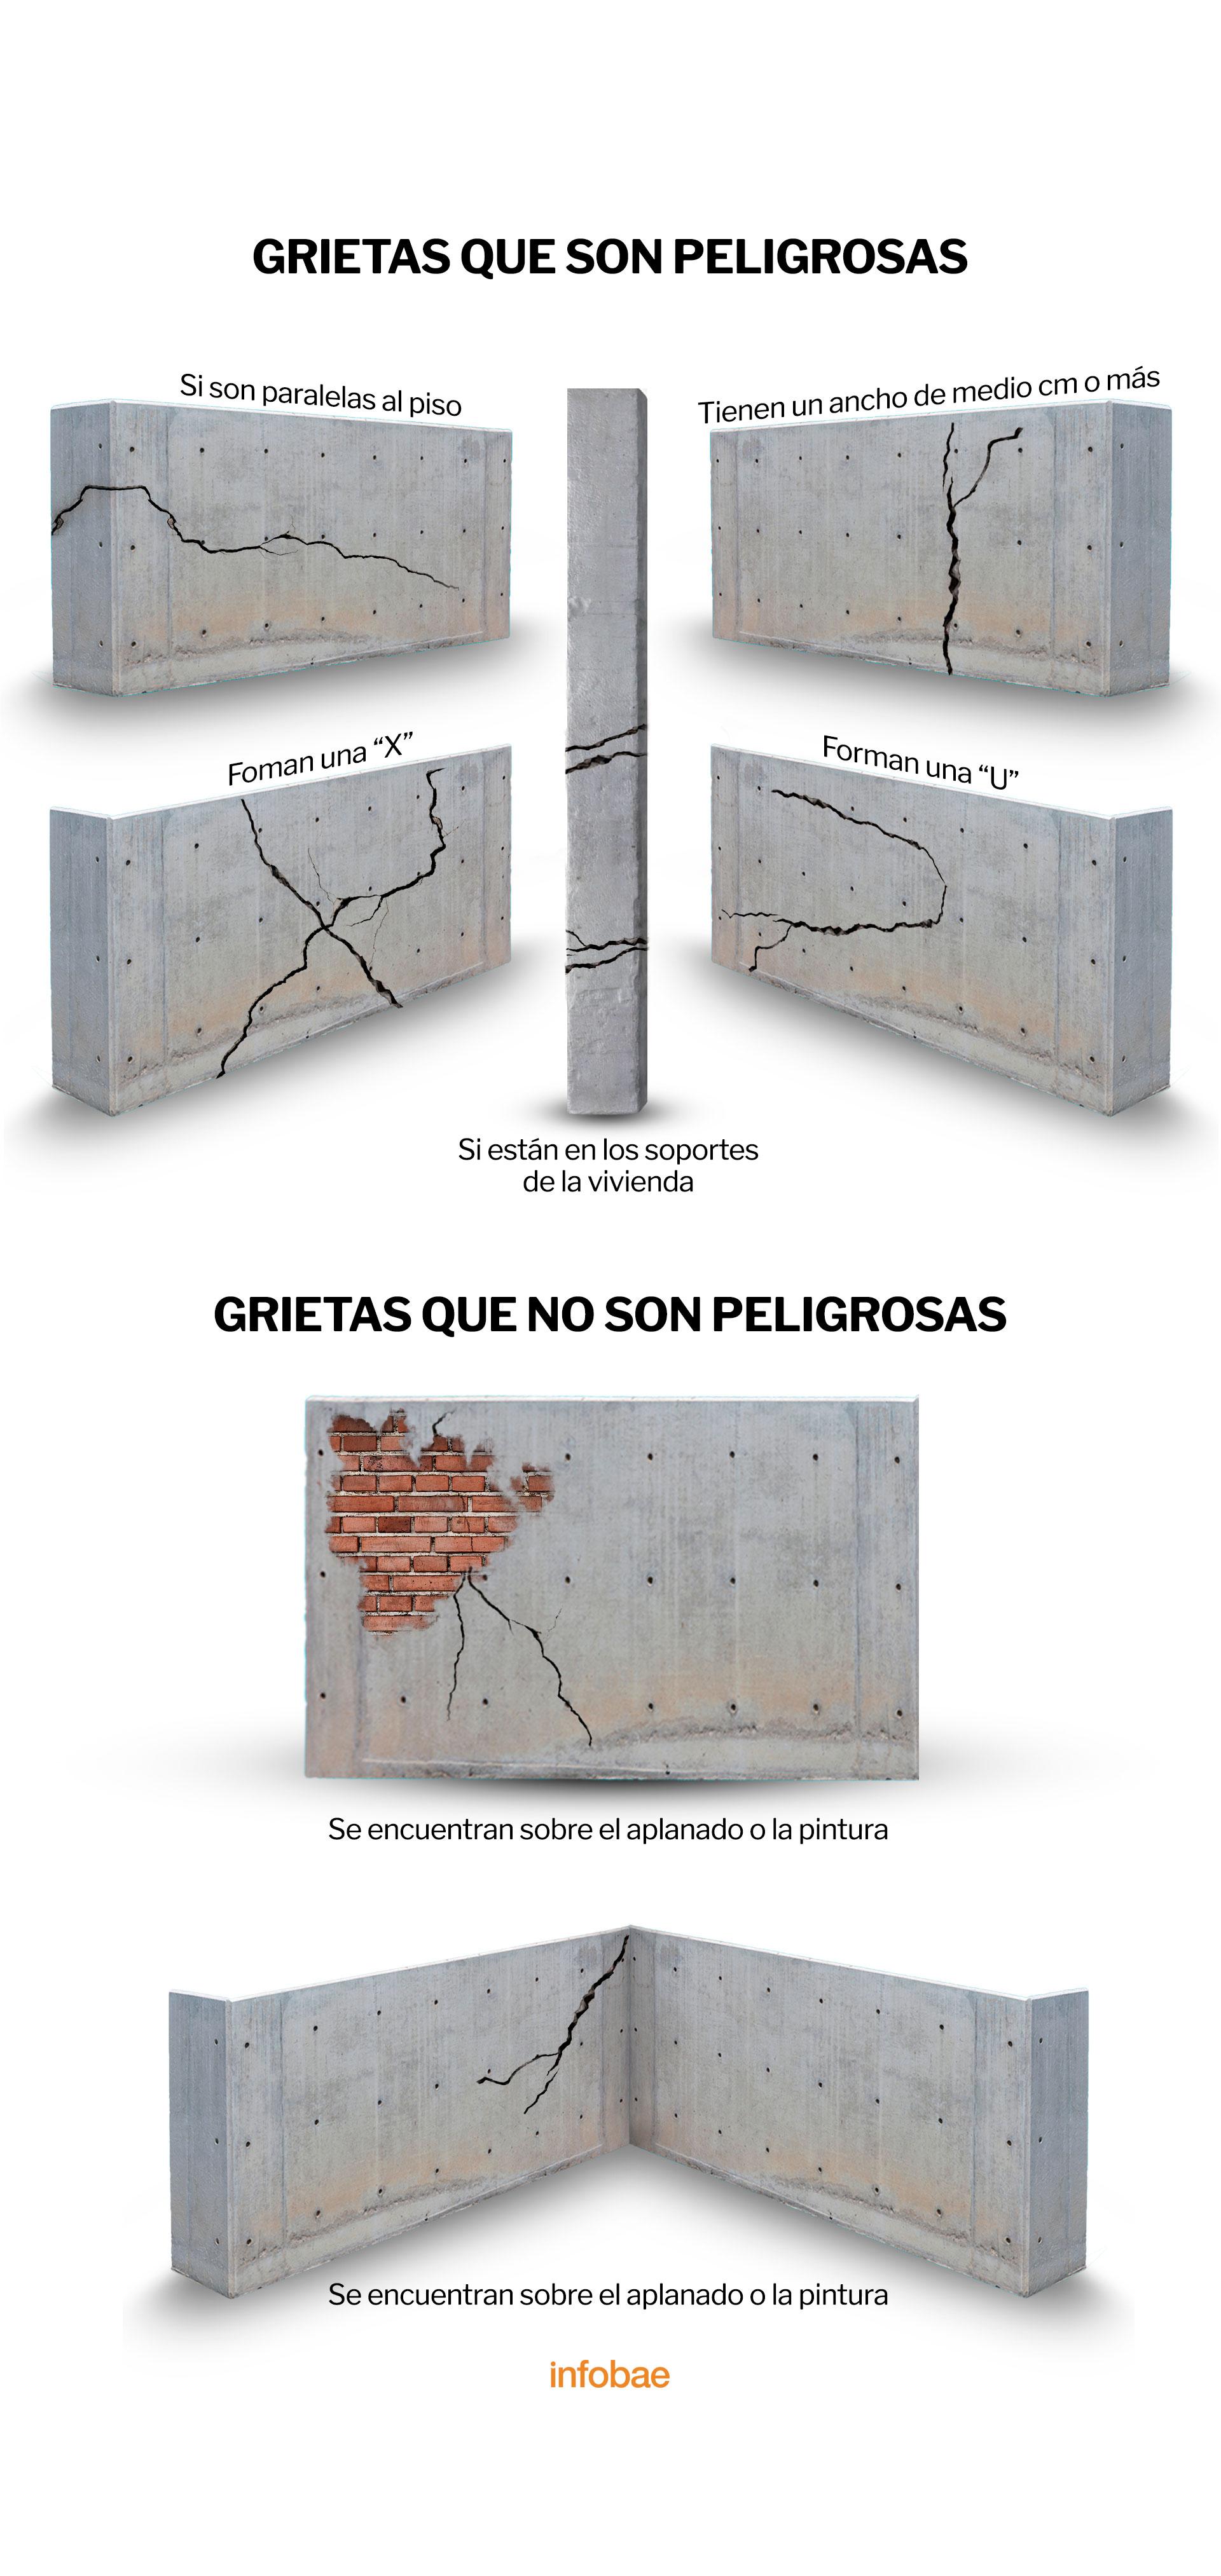 GRIETAS QUE SON PELIGROSAS
Si son paralelas al piso
Tienen un ancho de medio cm o más
Foman una “X”
Forman una “U”
Si están en los soportes
de la vivienda
GRIETAS QUE NO SON PELIGROSAS
Se encuentran sobre el aplanado o la pintura
Se encuentran sobre el aplanado o la pintura
infobae